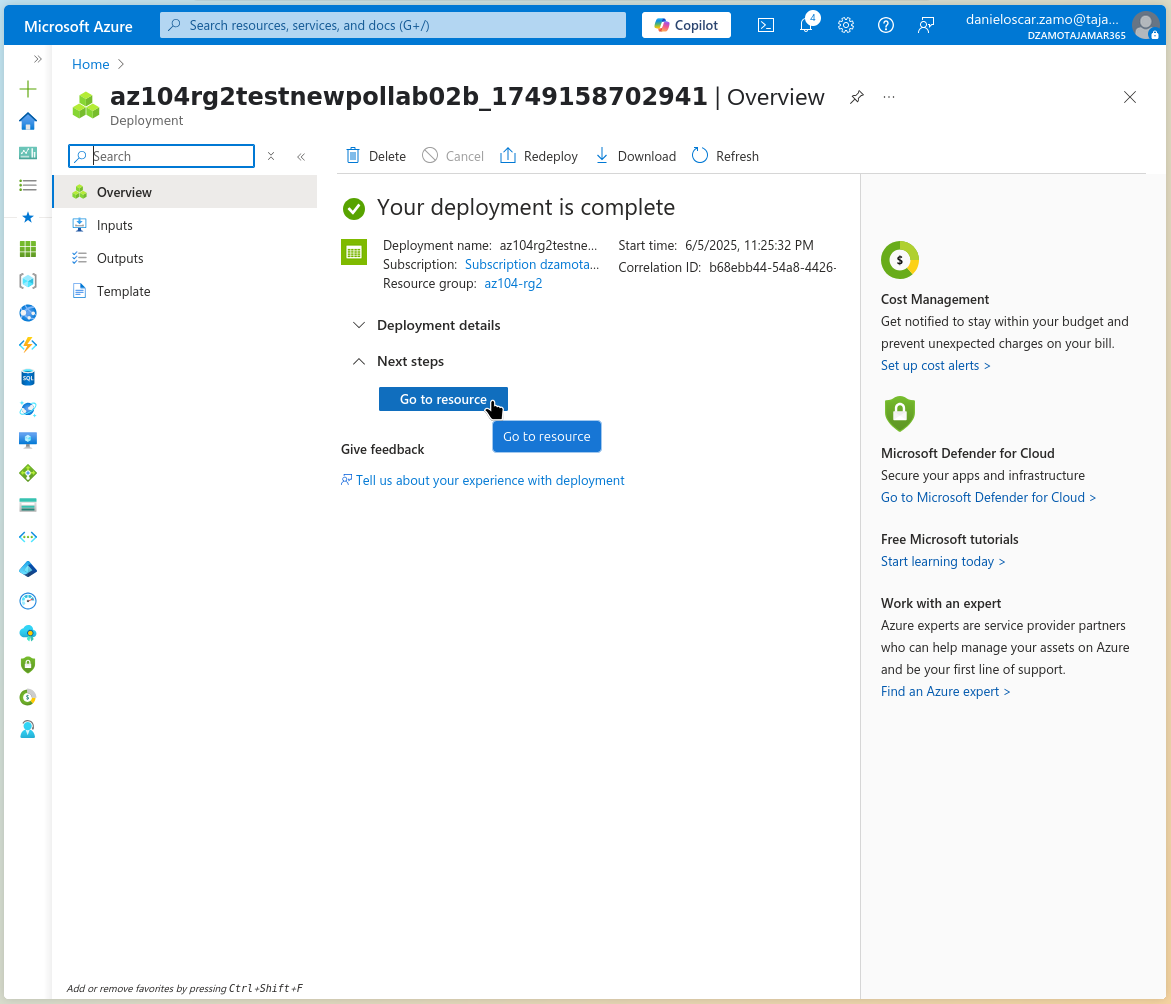 Microsoft Azure
Search resources, services, and docs (G+/)
Copilot
4
danieloscar.zamo@taja...
DZAMOTAJAMAR365
Home
az104rg2testnewpollab02b_1749158702941 | Overview
Deployment
Search
Delete
Cancel
Redeploy
Download
Refresh
Overview
Inputs
Outputs
Template
Your deployment is complete
Deployment name: az104rg2testne...
Subscription: Subscription dzamota...
Resource group: az104-rg2
Start time: 6/5/2025, 11:25:32 PM
Correlation ID: b68ebb44-54a8-4426-
Deployment details
Next steps
Go to resource
Go to resource
Give feedback
Tell us about your experience with deployment
Cost Management
Get notified to stay within your budget and
prevent unexpected charges on your bill.
Set up cost alerts >
Microsoft Defender for Cloud
Secure your apps and infrastructure
Go to Microsoft Defender for Cloud >
Free Microsoft tutorials
Start learning today >
Work with an expert
Azure experts are service provider partners
who can help manage your assets on Azure
and be your first line of support.
Find an Azure expert >
SQL
Add or remove favorites by pressing Ctrl+Shift+F